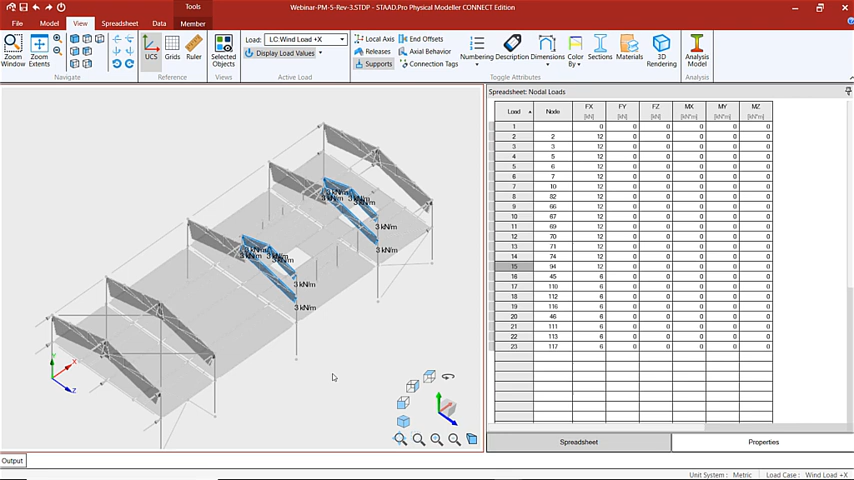 Webinar-PM-5-Rev-3.STDP - STAAD.Pro Physical Modeller CONNECT Edition
Tools
File Home View Spreadsheet Data Member
Load: LC:Wind Load +X
Display Load Values
Active Load
Zoom Window
Zoom Extents
Navigate
UCS
Grids
Ruler
Reference
Selected Objects
Views
Local Axis
Releases
Supports
End Offsets
Axial Behavior
Connection Tags
Numbering
Description
Dimensions
Color By
Sections
Materials
3D Rendering
Toggle Attributes
Analysis Model
Analysis
Spreadsheet: Nodal Loads
Load Node FX FY FZ MX MY MZ
[kN] [kN] [kN] [kN*m] [kN*m] [kN*m]
1 0 0 0 0 0 0
2 2 12 0 0 0 0 0
3 3 12 0 0 0 0 0
4 5 12 0 0 0 0 0
5 6 12 0 0 0 0 0
6 7 12 0 0 0 0 0
7 10 12 0 0 0 0 0
8 82 12 0 0 0 0 0
9 66 12 0 0 0 0 0
10 67 12 0 0 0 0 0
11 69 12 0 0 0 0 0
12 70 12 0 0 0 0 0
13 71 12 0 0 0 0 0
14 74 12 0 0 0 0 0
15 94 12 0 0 0 0 0
16 45 6 0 0 0 0 0
17 110 6 0 0 0 0 0
18 112 6 0 0 0 0 0
19 116 6 0 0 0 0 0
20 46 6 0 0 0 0 0
21 111 6 0 0 0 0 0
22 113 6 0 0 0 0 0
23 117 6 0 0 0 0 0
3 kN/m
3 kN/m
3 kN/m
3 kN/m
Y
X
Z
Spreadsheet Properties
Output
Unit System : Metric Load Case : Wind Load +X